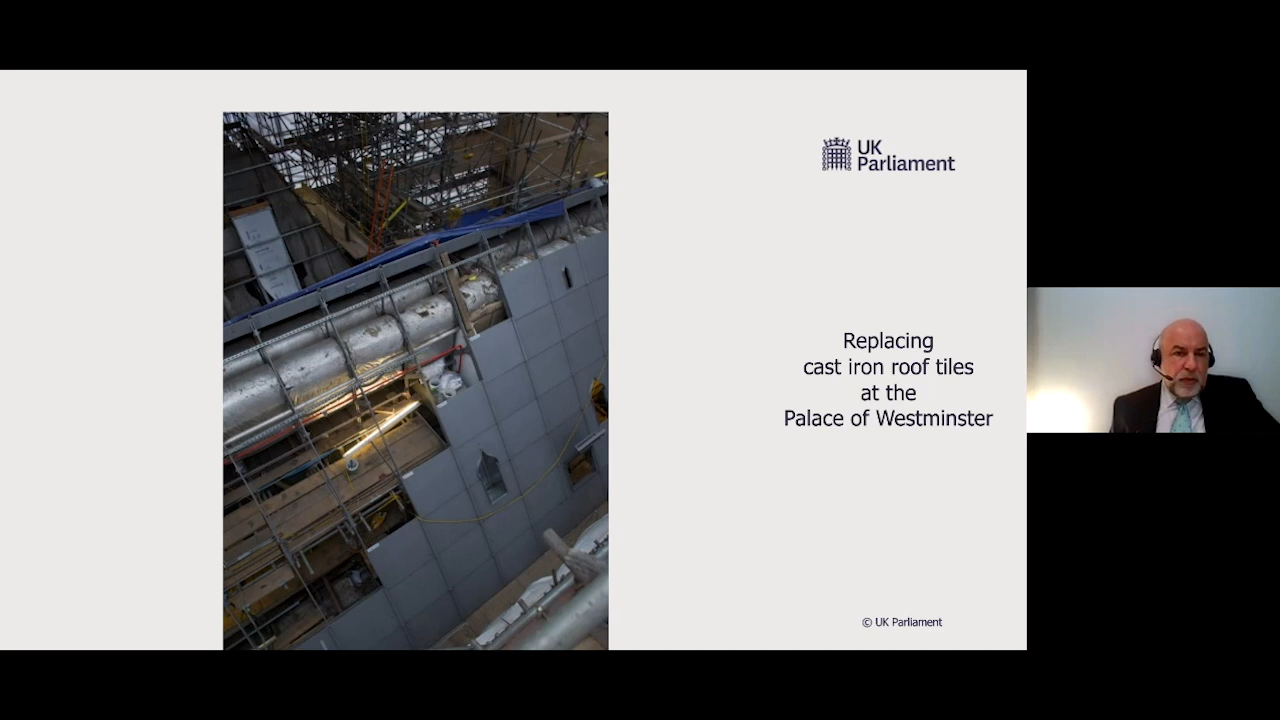 UK
Parliament
Replacing
cast iron roof tiles
at the
Palace of Westminster
© UK Parliament